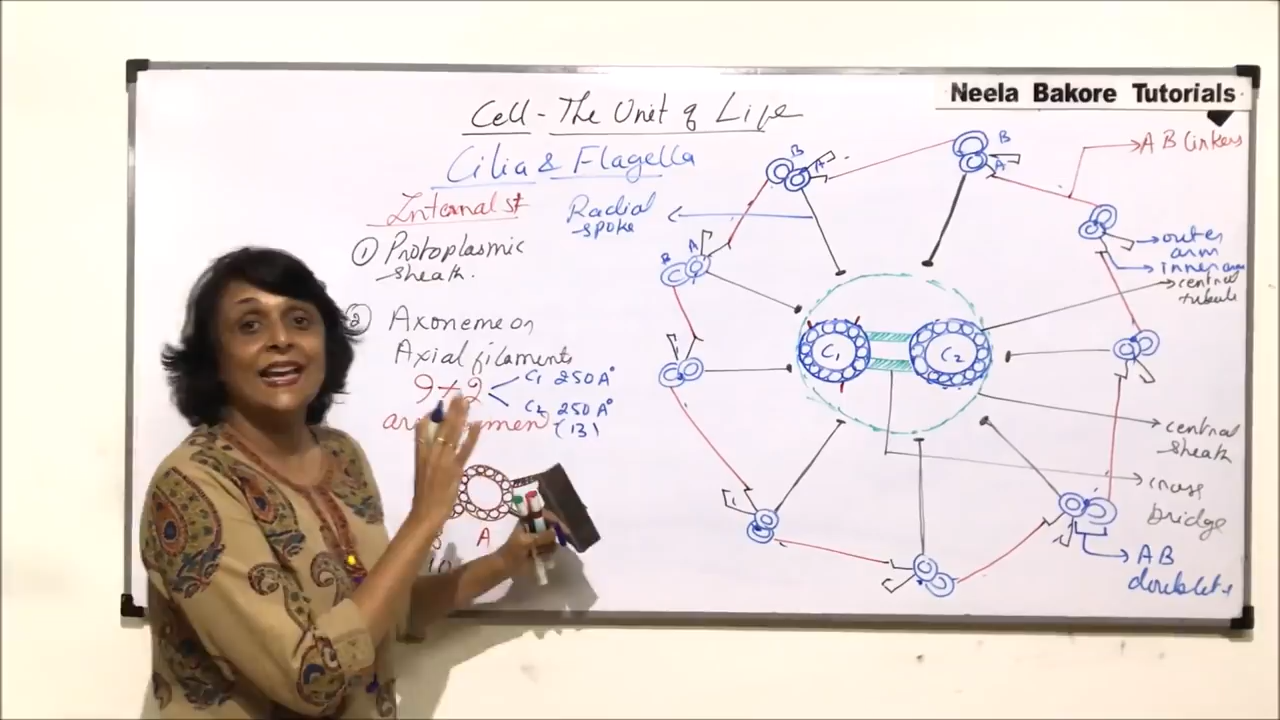 Neela Bakore Tutorials
Cell - The Unit of Life
Cilia & Flagella
Internal st
① Protoplasmic
sheath.
② Axoneme or
Axial filaments
9+2
C1 250A°
C2 250A°
(13)
A
10
Radial
spoke
B
A
B
A
B
A
C1
C2
AB linkers
outer
arm
inner arm
central
tubule
central
sheath
cross
bridge
AB
doublets